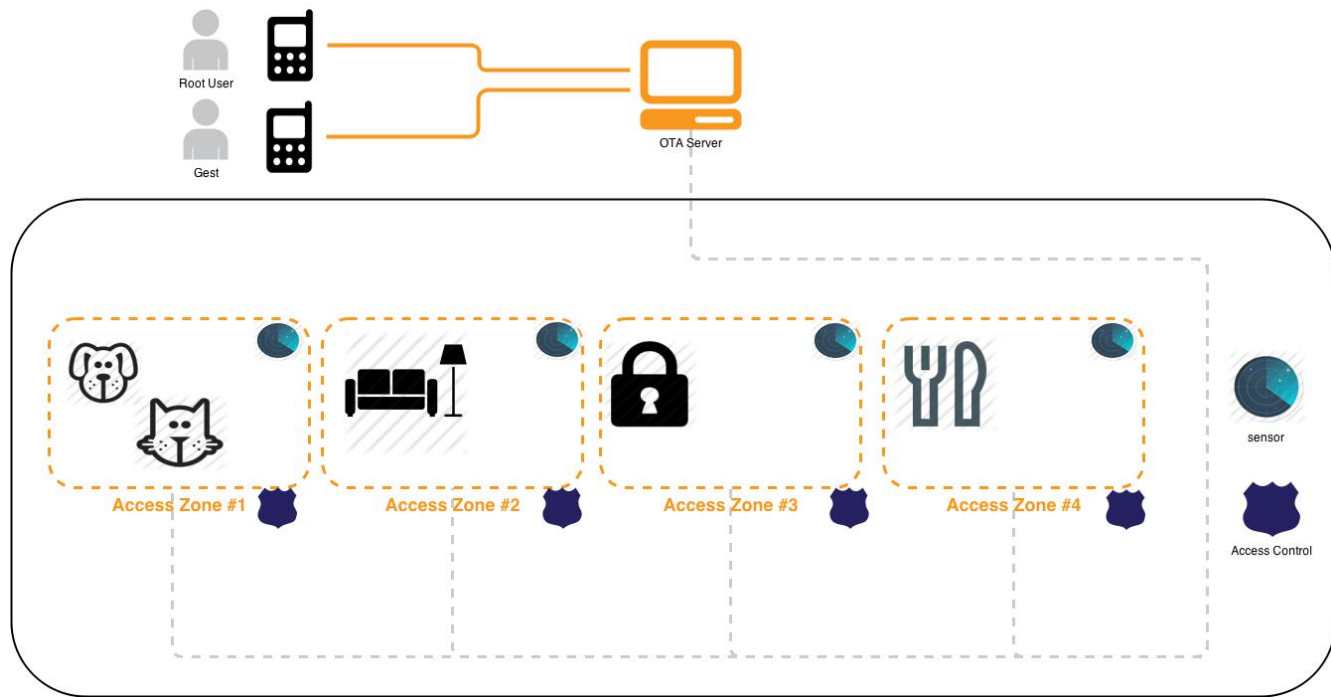 Root User
Gest
OTA Server
Access Zone #1
Access Zone #2
Access Zone #3
Access Zone #4
sensor
Access Control